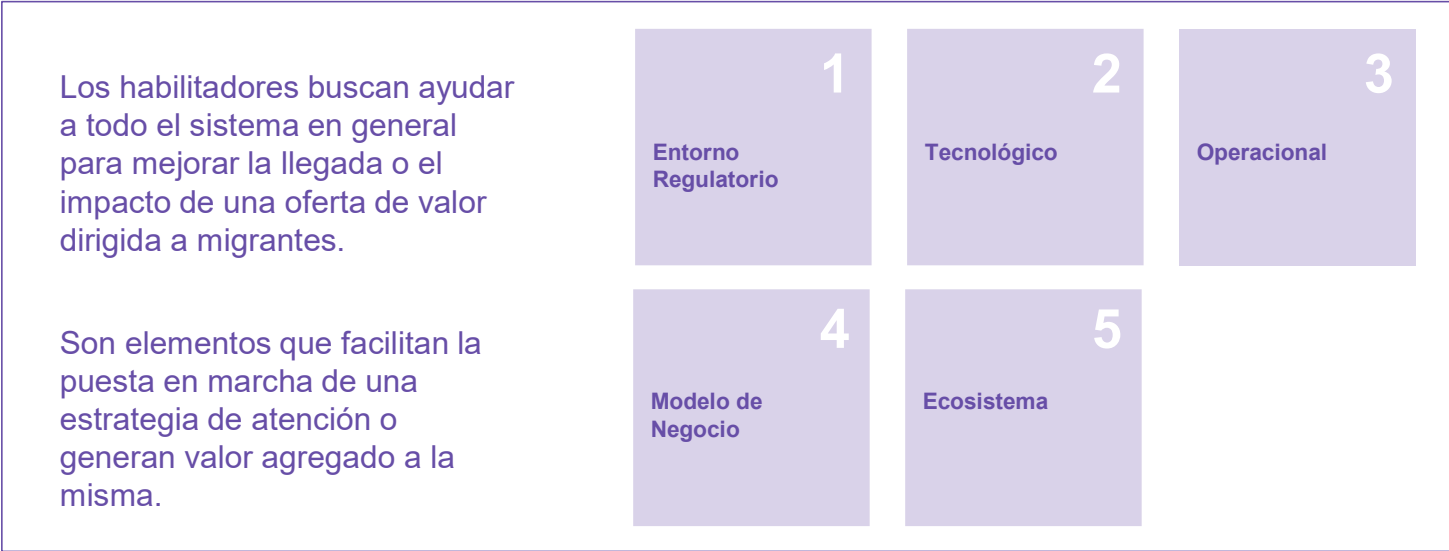 Los habilitadores buscan ayudar
a todo el sistema en general
para mejorar la llegada o el
impacto de una oferta de valor
dirigida a migrantes.
Son elementos que facilitan la
puesta en marcha de una
estrategia de atención o
generan valor agregado a la
misma.
1
Entorno
Regulatorio
2
Tecnológico
3
Operacional
4
Modelo de
Negocio
5
Ecosistema